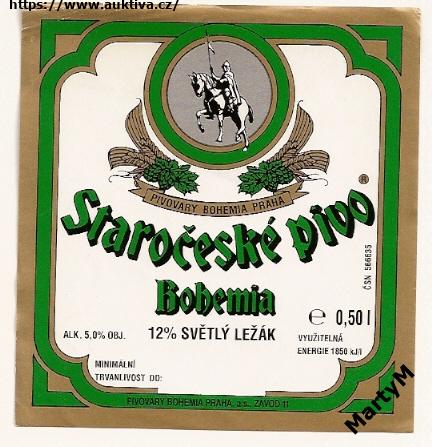 https://www.auktiva.cz/
PIVOVARY BOHEMIA PRAHA
Staročeské pivo ®
Bohemia
ČSN 566635
ALK. 5,0% OBJ.
12% SVĚTLÝ LEŽÁK
e 0,50 l
VYUŽITELNÁ
ENERGIE 1850 kJ/l
MINIMÁLNÍ
TRVANLIVOST DO:
PIVOVARY BOHEMIA PRAHA, a.s., ZÁVOD 11
MartyM